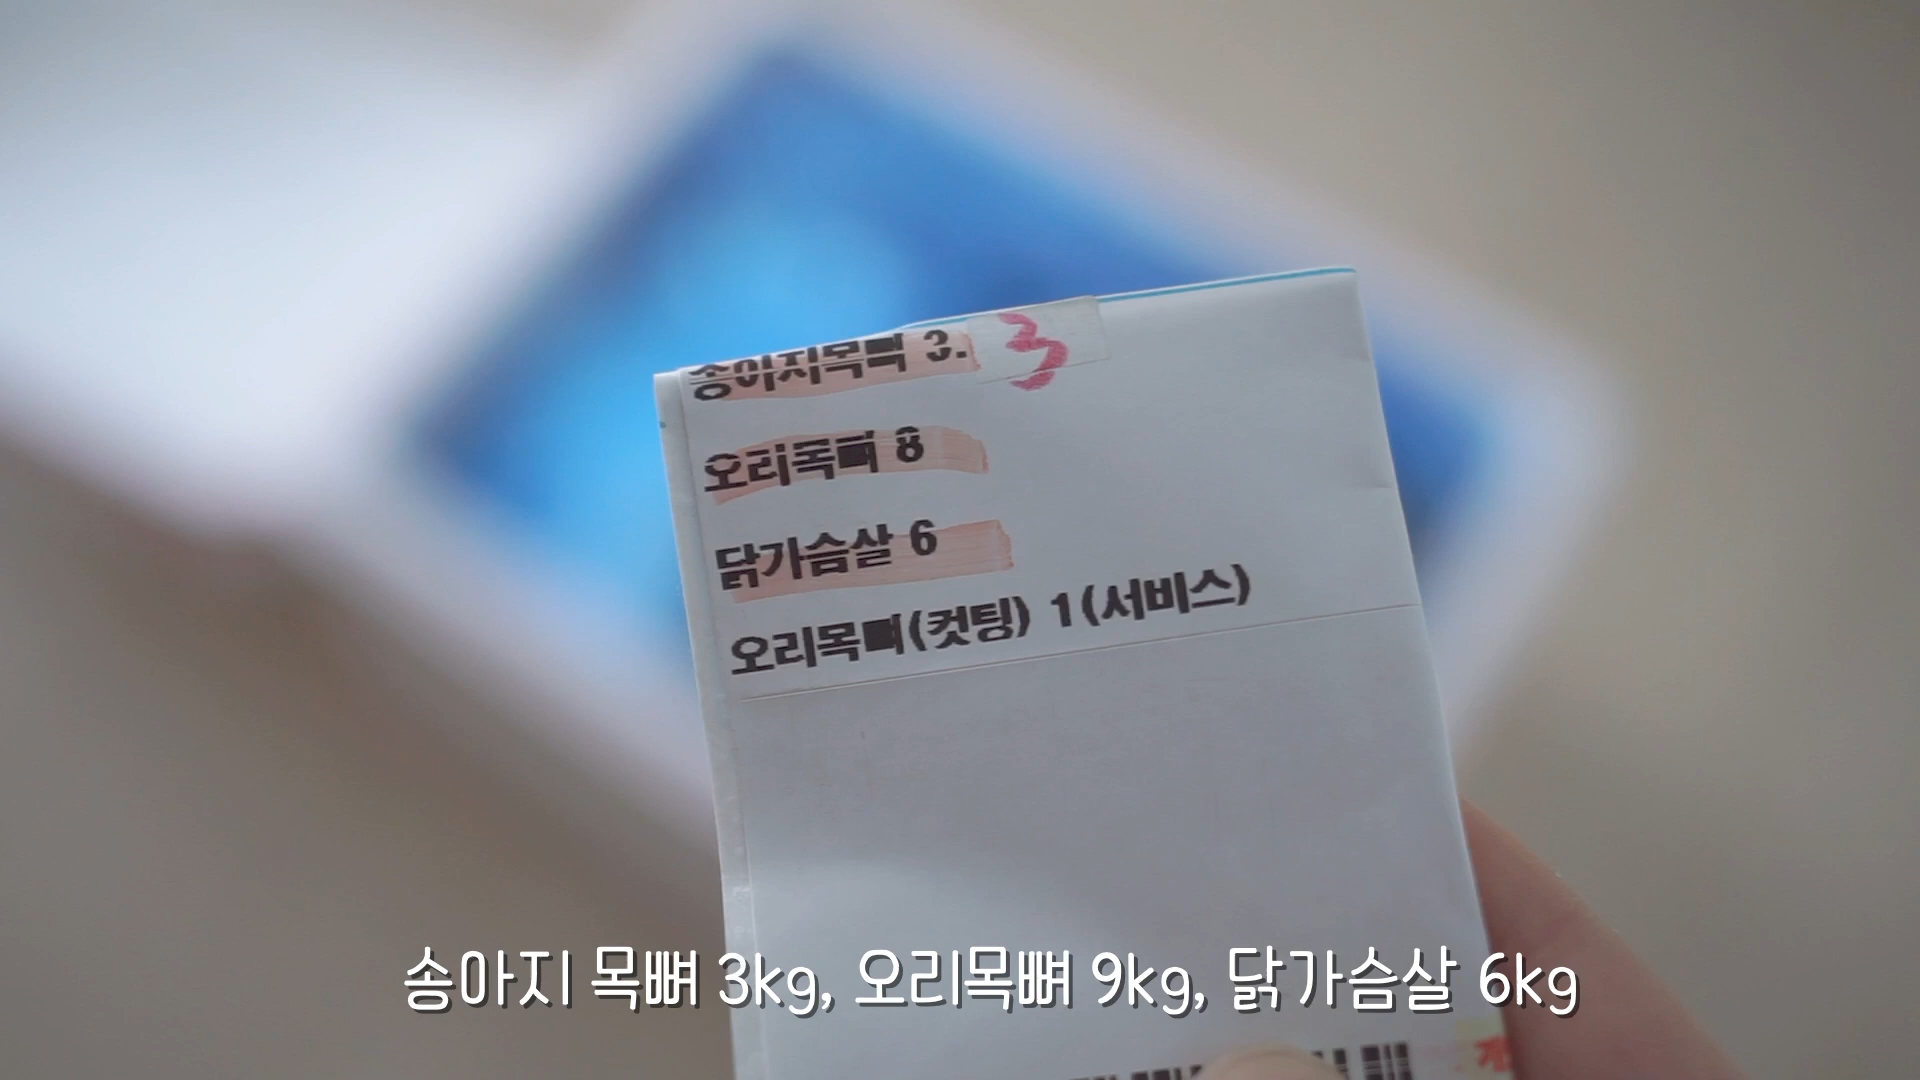 송아지목뼈 3. 3
오리목뼈 8
닭가슴살 6
오리목뼈(컷팅) 1(서비스)
송아지 목뼈 3kg, 오리목뼈 9kg, 닭가슴살 6kg